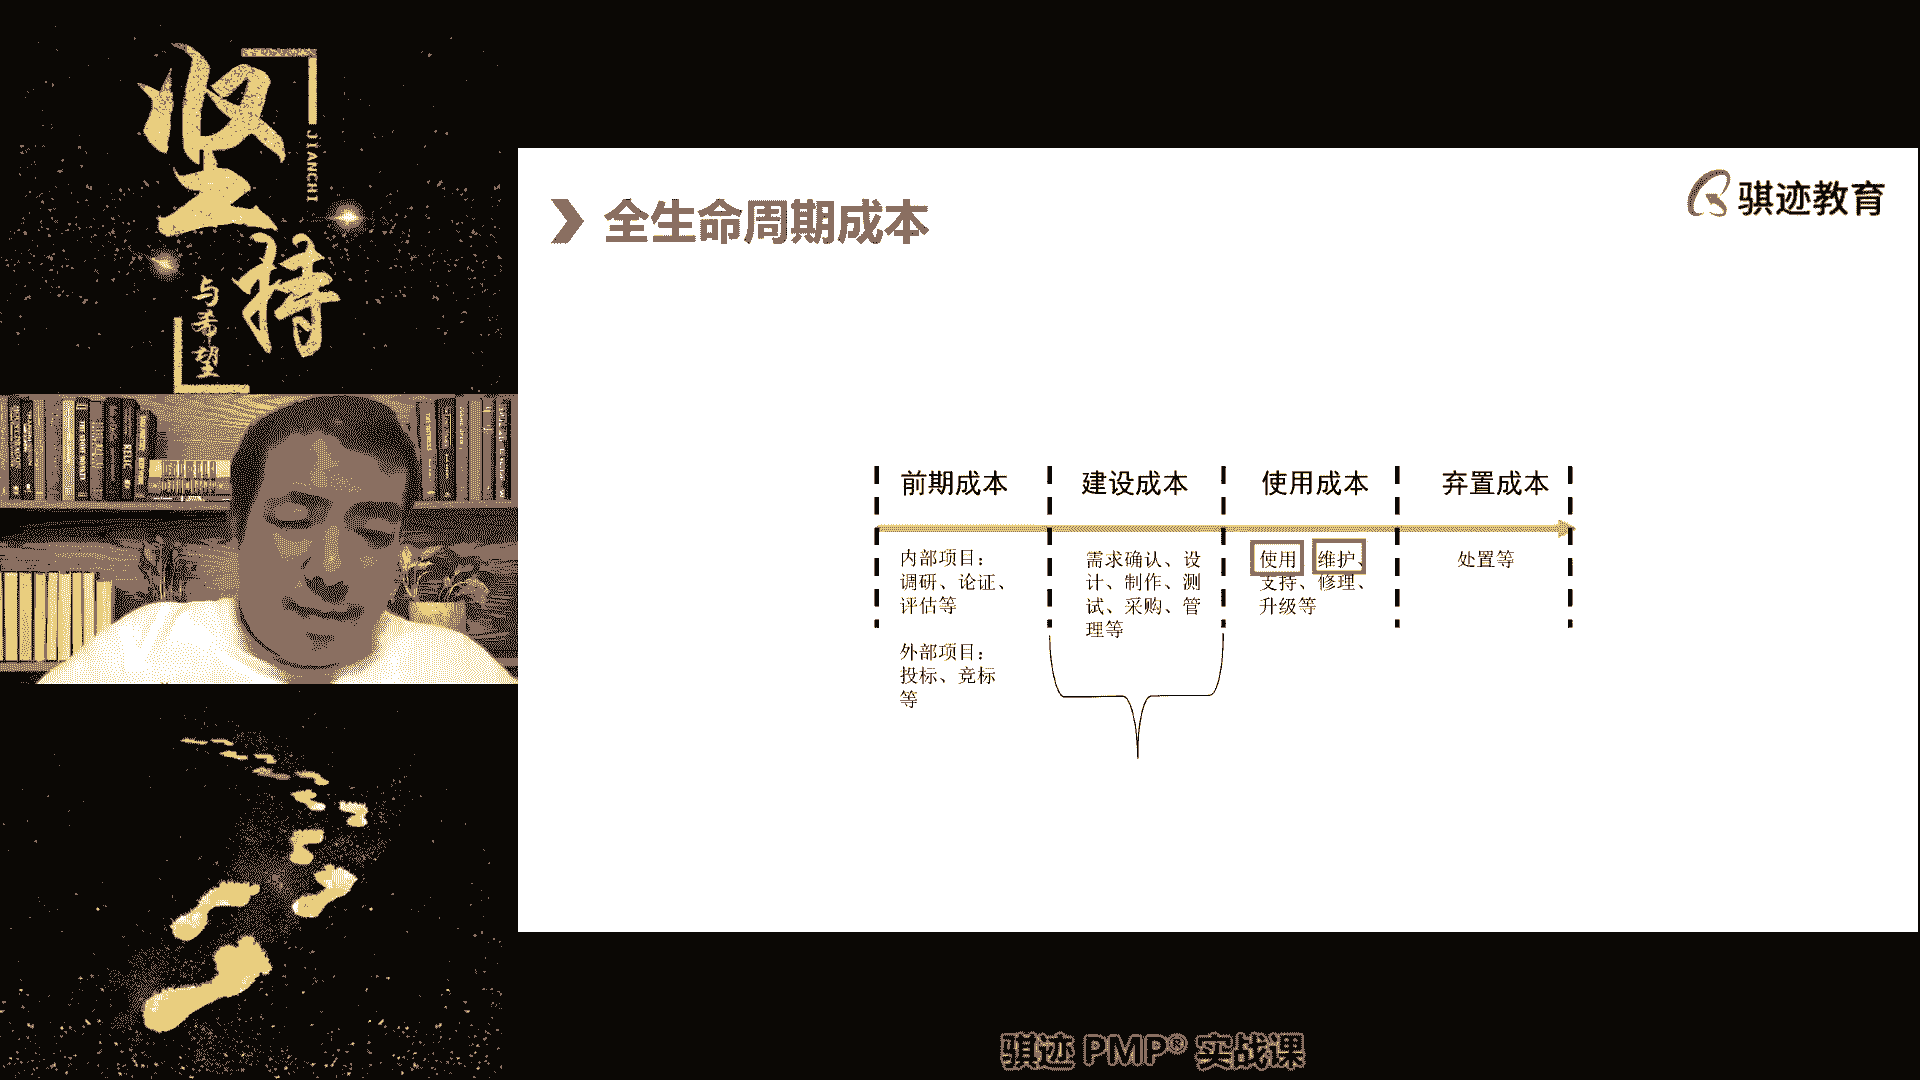 坚持
JIANCHI
与希望
全生命周期成本
骐迹教育
前期成本
建设成本
使用成本
弃置成本
内部项目：
调研、论证、
评估等
外部项目：
投标、竞标
等
需求确认、设
计、制作、测
试、采购、管
理等
使用、维护、
支持、修理、
升级等
处置等
骐迹 PMP® 实战课